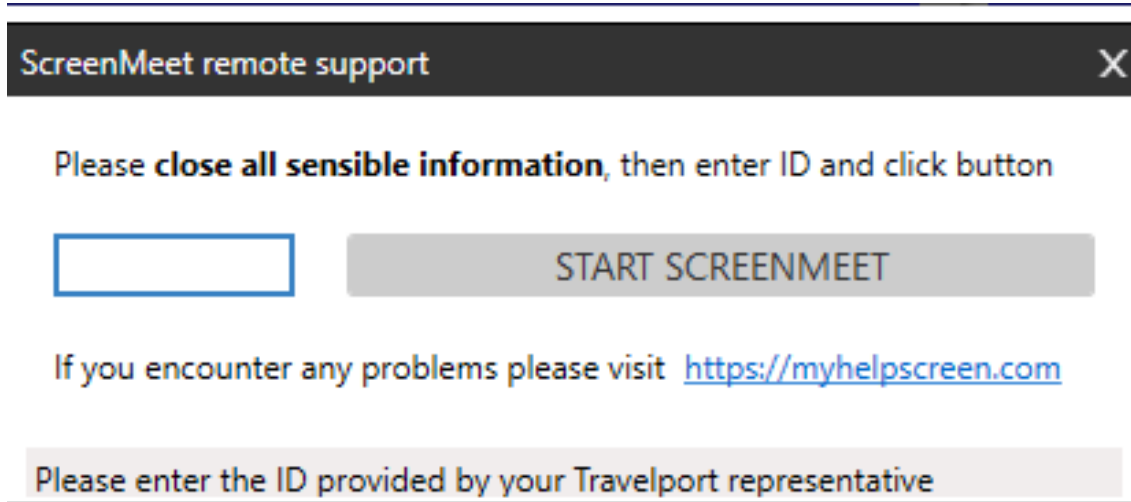 ScreenMeet remote support X
Please close all sensible information, then enter ID and click button
START SCREENMEET
If you encounter any problems please visit https://myhelpscreen.com
Please enter the ID provided by your Travelport representative